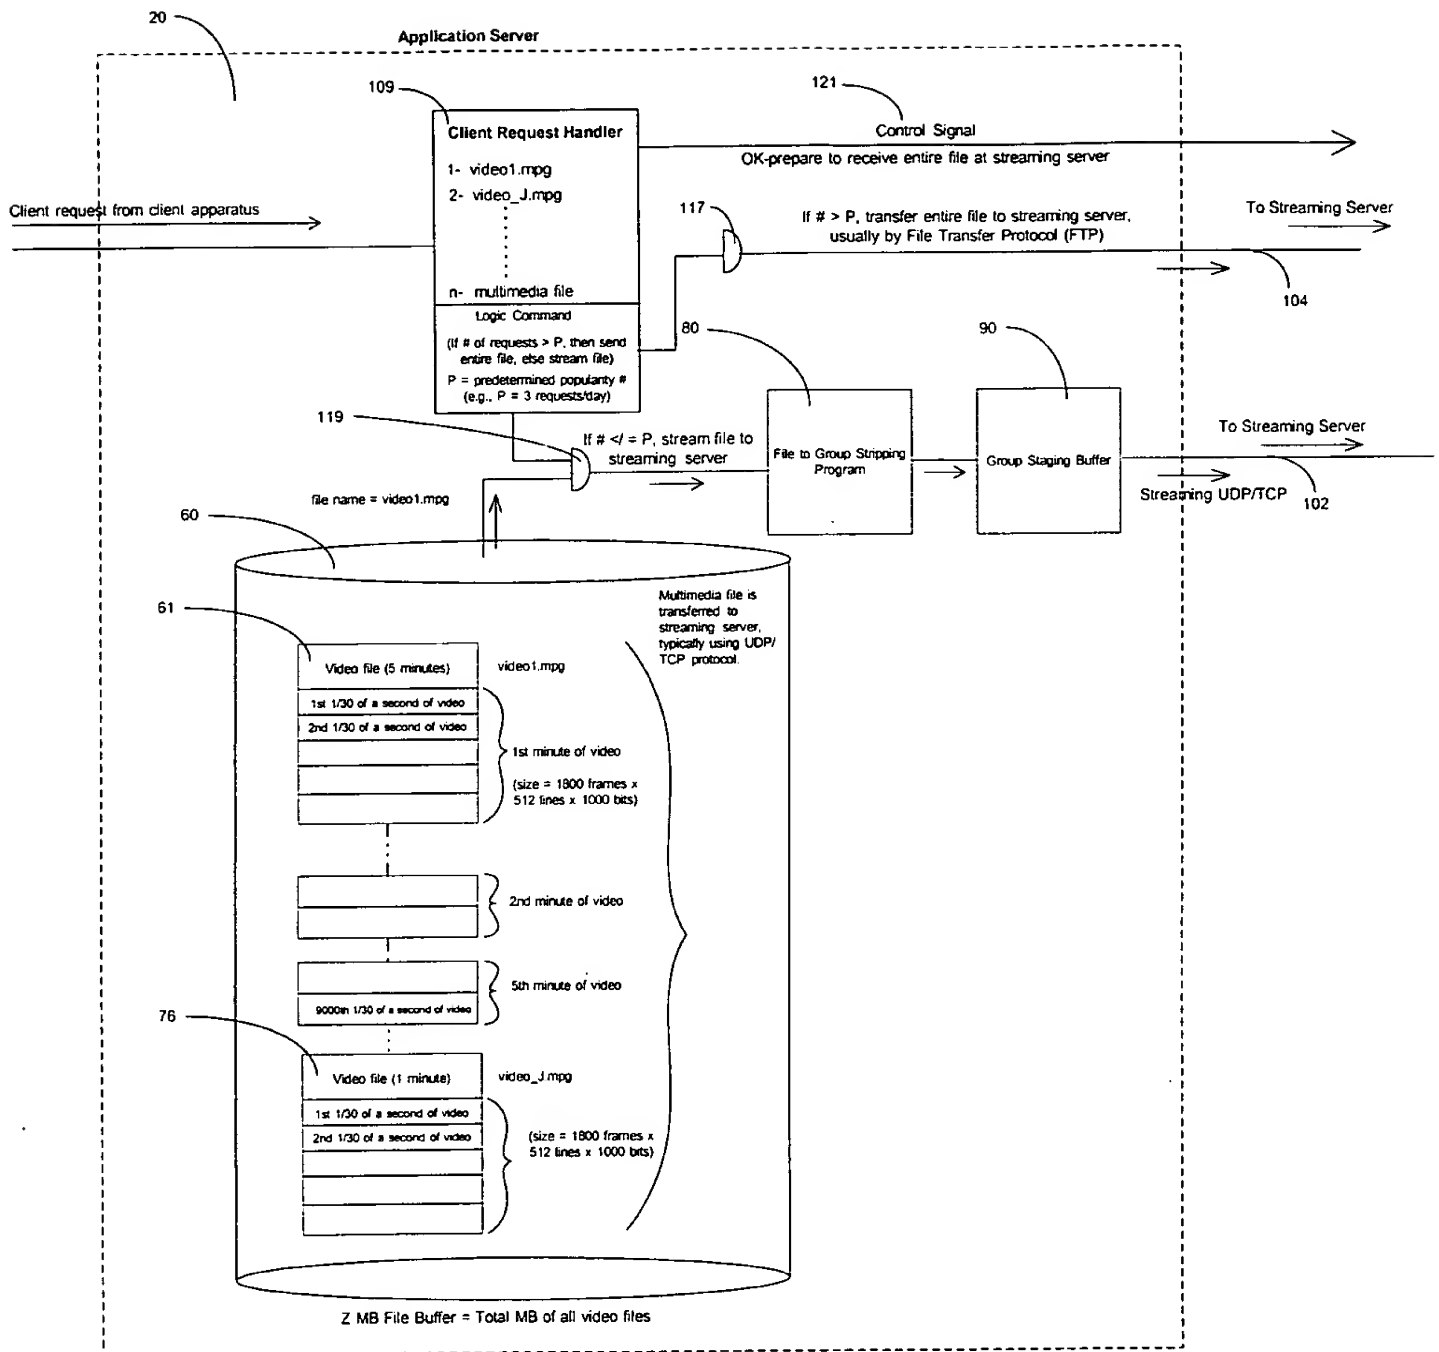 20
Application Server
109
121
Client Request Handler
1- video1.mpg
2- video_J.mpg
n- multimedia file
Logic Command
(If # of requests > P, then send
entire file, else stream file)
P = predetermined popularity #
(e.g., P = 3 requests/day)
Control Signal
OK-prepare to receive entire file at streaming server
Client request from client apparatus
117
If # > P, transfer entire file to streaming server,
usually by File Transfer Protocol (FTP)
To Streaming Server
104
80
90
119
If # </ = P, stream file to
streaming server
File to Group Stripping
Program
Group Staging Buffer
To Streaming Server
Streaming UDP/TCP
102
file name = video1.mpg
60
61
Multimedia file is
transferred to
streaming server,
typically using UDP/
TCP protocol.
Video file (5 minutes)
video1.mpg
1st 1/30 of a second of video
2nd 1/30 of a second of video
1st minute of video
(size = 1800 frames x
512 lines x 1000 bits)
2nd minute of video
5th minute of video
9000th 1/30 of a second of video
76
Video file (1 minute)
video_J.mpg
1st 1/30 of a second of video
2nd 1/30 of a second of video
(size = 1800 frames x
512 lines x 1000 bits)
Z MB File Buffer = Total MB of all video files